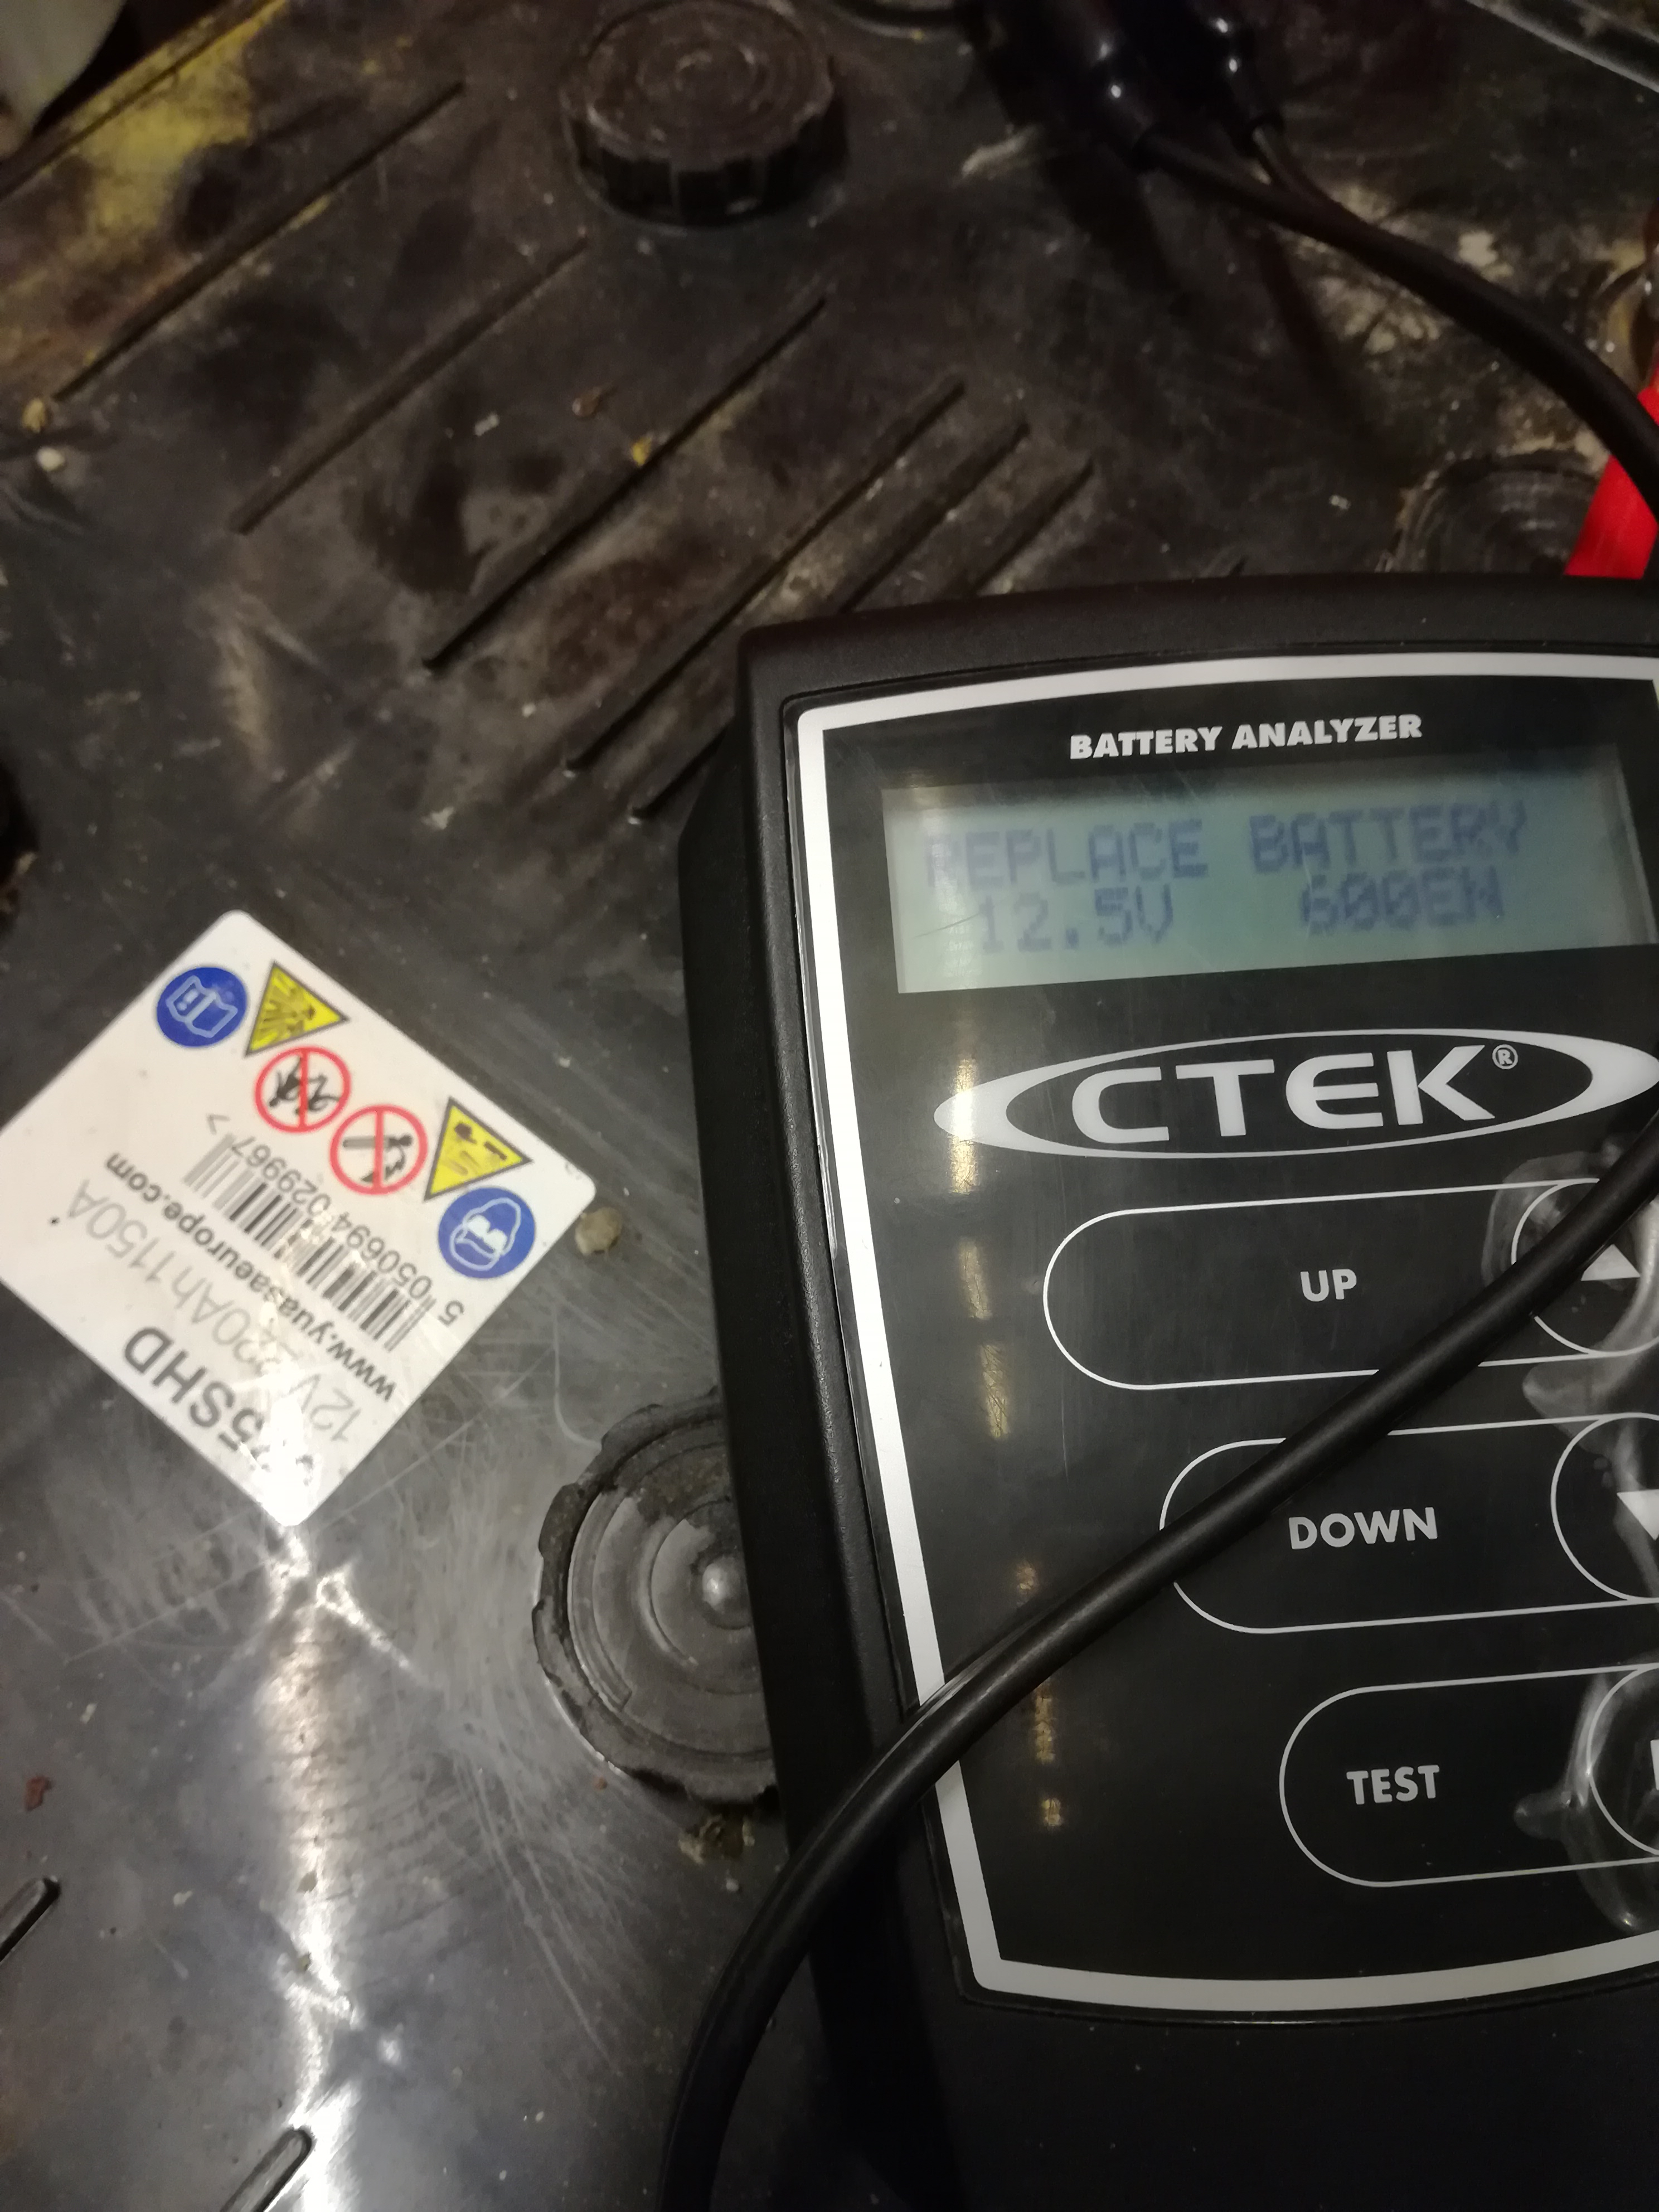 BATTERY ANALYZER
REPLACE BATTERY
12.5V 600EN
CTEK®
UP
DOWN
TEST
5SHD
12V 220Ah 1150A
www.yuasaeurope.com
5 050694 029967 >